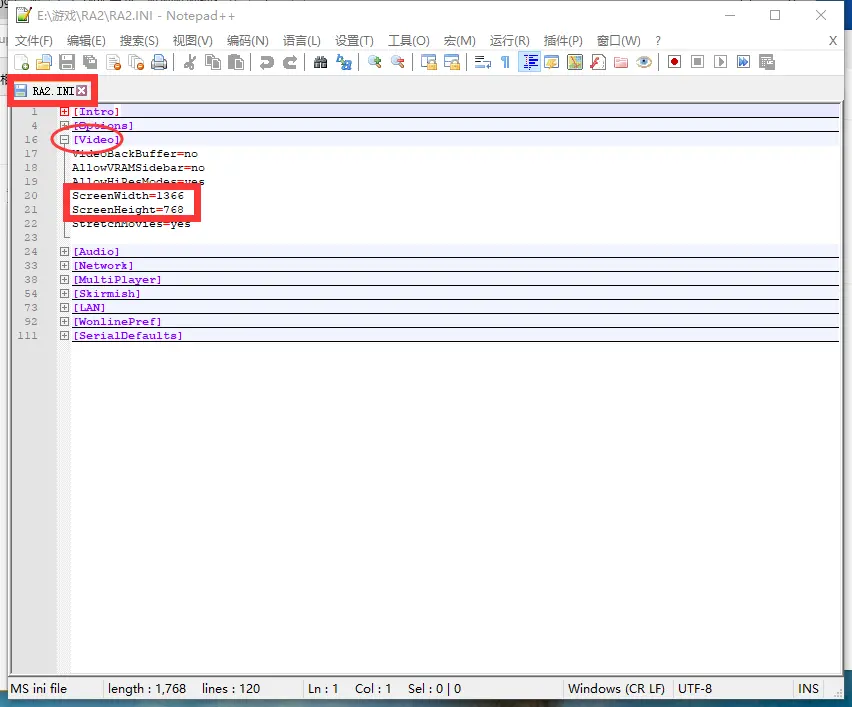 E:\游戏\RA2\RA2.INI - Notepad++
文件(F) 编辑(E) 搜索(S) 视图(V) 编码(N) 语言(L) 设置(T) 工具(O) 宏(M) 运行(R) 插件(P) 窗口(W) ? X
RA2.INI
1 [Intro]
4 [Options]
16 [Video]
17 VideoBackBuffer=no
18 AllowVRAMSidebar=no
19 AllowHiResModes=yes
20 ScreenWidth=1366
21 ScreenHeight=768
22 StretchMovies=yes
23
24 [Audio]
33 [Network]
38 [MultiPlayer]
54 [Skirmish]
73 [LAN]
92 [WonlinePref]
111 [SerialDefaults]
MS ini file length : 1,768 lines : 120 Ln : 1 Col : 1 Sel : 0 | 0 Windows (CR LF) UTF-8 INS